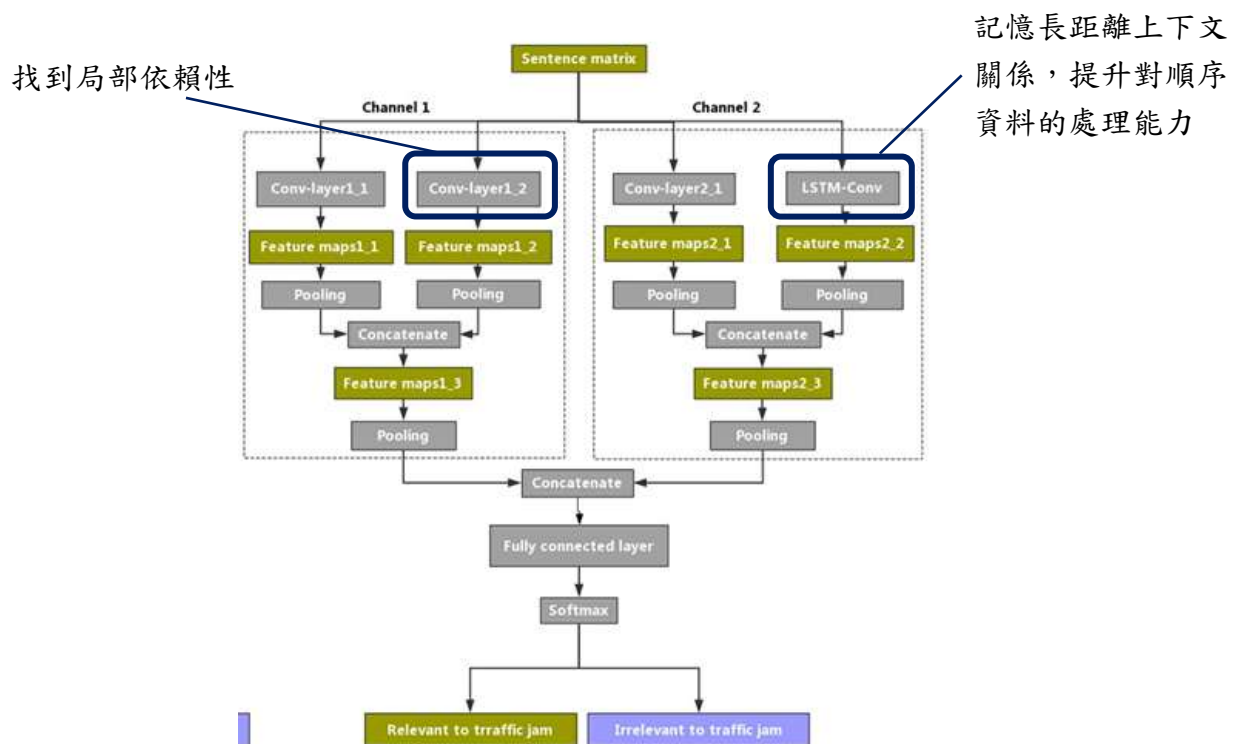 記憶長距離上下文
關係，提升對順序
資料的處理能力
找到局部依賴性
Sentence matrix
Channel 1
Channel 2
Conv-layer1_1
Conv-layer1_2
Conv-layer2_1
LSTM-Conv
Feature maps1_1
Feature maps1_2
Feature maps2_1
Feature maps2_2
Pooling
Pooling
Pooling
Pooling
Concatenate
Concatenate
Feature maps1_3
Feature maps2_3
Pooling
Pooling
Concatenate
Fully connected layer
Softmax
Relevant to trraffic jam
Irrelevant to traffic jam